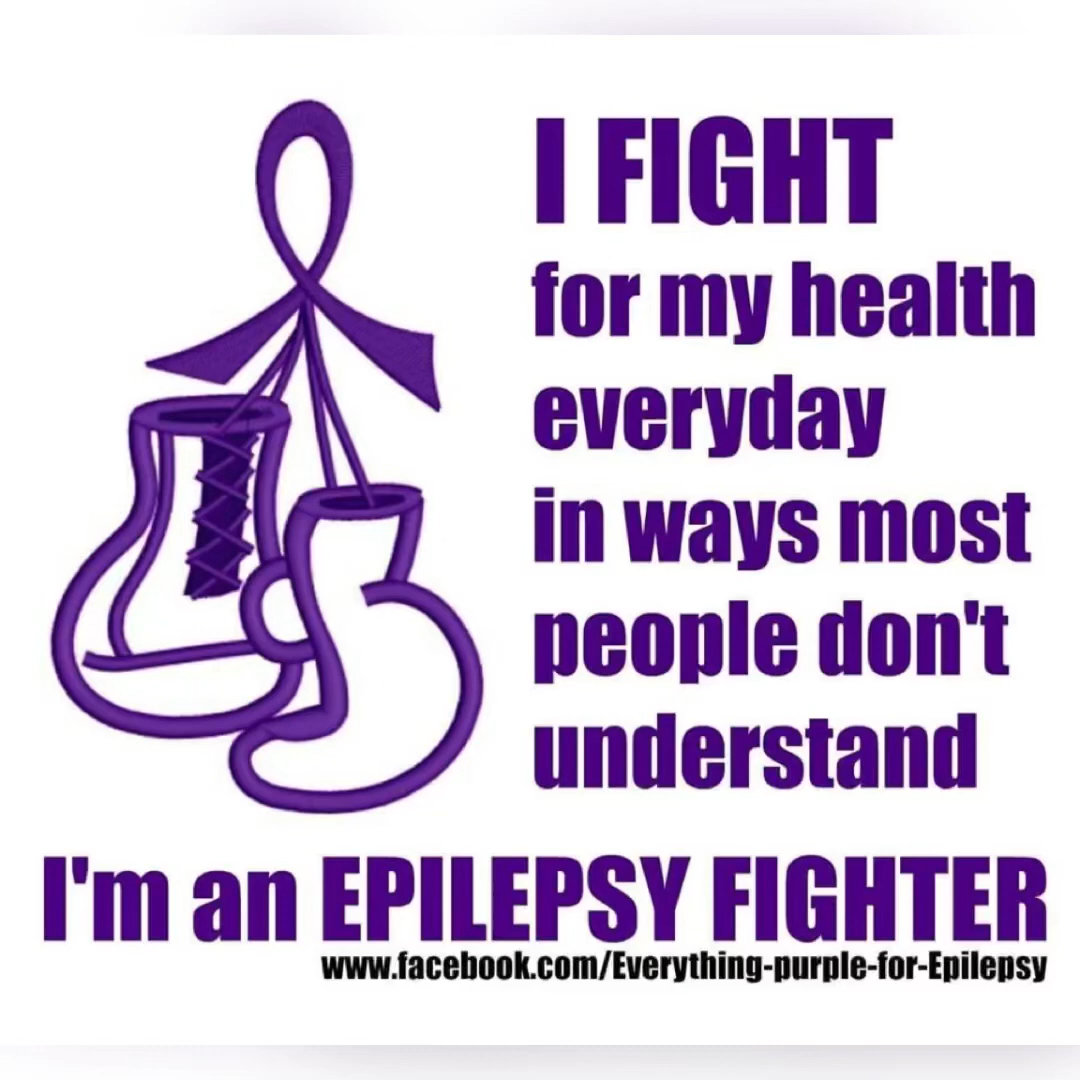 I FIGHT
for my health
everyday
in ways most
people don't
understand
I'm an EPILEPSY FIGHTER
www.facebook.com/Everything-purple-for-Epilepsy